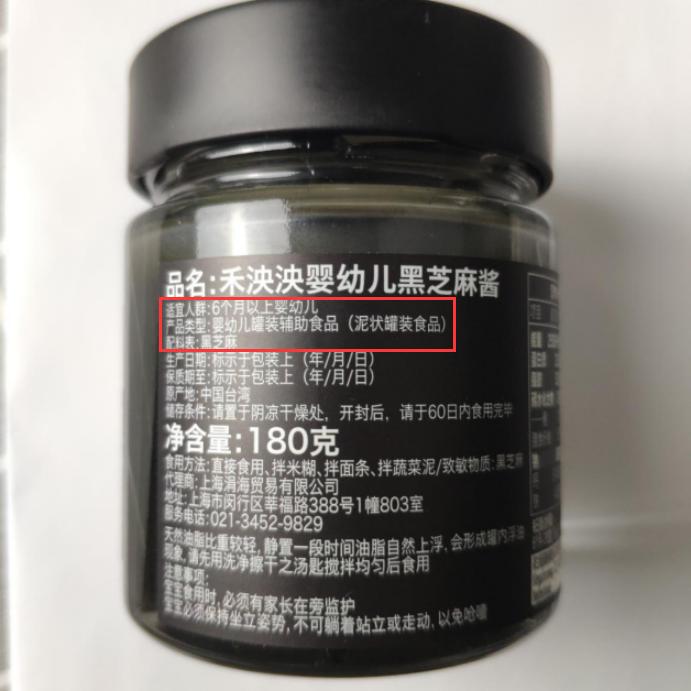 品名:禾泱泱婴幼儿黑芝麻酱
适宜人群:6个月以上婴幼儿
产品类型:婴幼儿罐装辅助食品(泥状罐装食品)
配料表:黑芝麻
生产日期:标示于包装上(年/月/日)
保质期至:标示于包装上(年/月/日)
原产地:中国台湾
储存条件:请置于阴凉干燥处,开封后,请于60日内食用完毕
净含量:180克
食用方法:直接食用、拌米糊、拌面条、拌蔬菜泥/致敏物质:黑芝麻
代理商:上海涓海贸易有限公司
地址:上海市闵行区莘福路388号1幢803室
服务电话:021-3452-9829
天然油脂比重较轻,静置一段时间油脂自然上浮,会形成罐内浮油
现象,请先用洗净擦干之汤匙搅拌均匀后食用
注意事项:
宝宝食用时,必须有家长在旁监护
宝宝必须保持坐立姿势,不可躺着站立或走动,以免呛噎